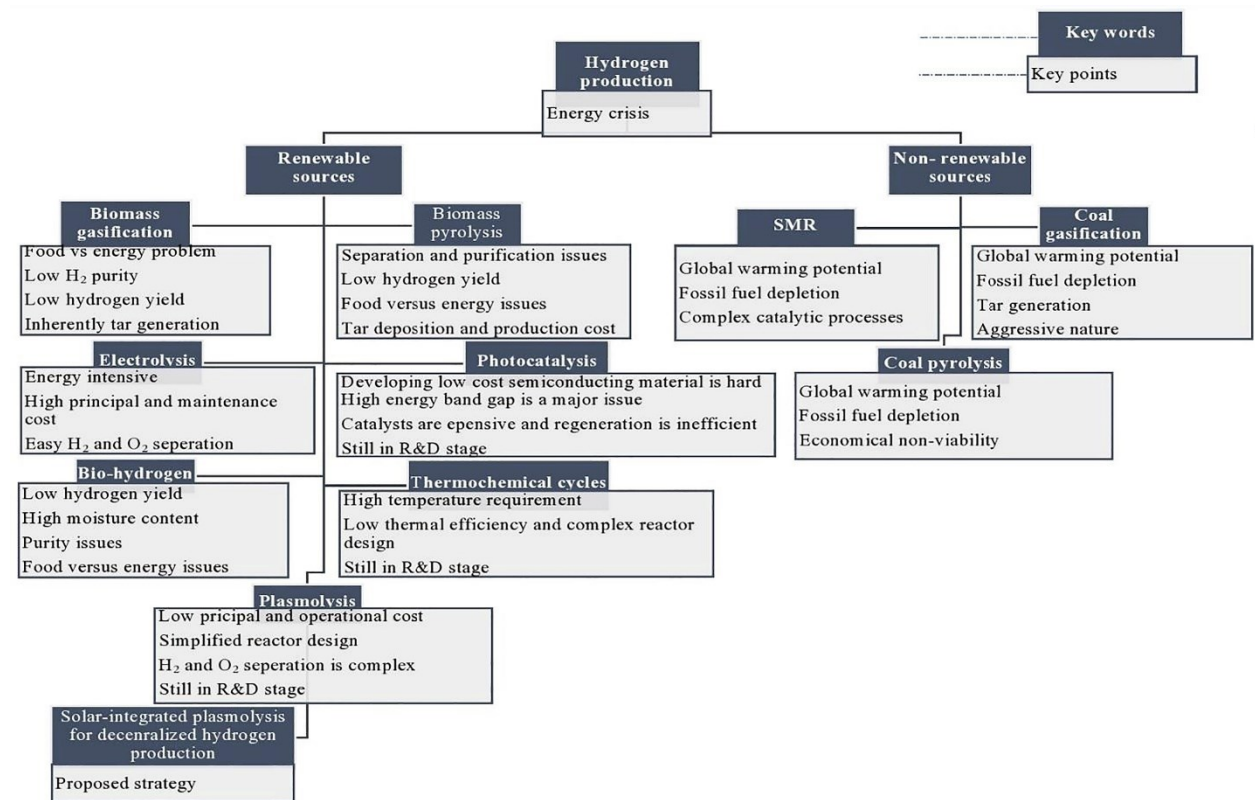 Key words
Key points
Hydrogen
production
Energy crisis
Renewable
sources
Non- renewable
sources
Biomass
gasification
Food vs energy problem
Low H₂ purity
Low hydrogen yield
Inherently tar generation
Biomass
pyrolysis
Separation and purification issues
Low hydrogen yield
Food versus energy issues
Tar deposition and production cost
SMR
Global warming potential
Fossil fuel depletion
Complex catalytic processes
Coal
gasification
Global warming potential
Fossil fuel depletion
Tar generation
Aggressive nature
Electrolysis
Energy intensive
High principal and maintenance
cost
Easy H₂ and O₂ seperation
Photocatalysis
Developing low cost semiconducting material is hard
High energy band gap is a major issue
Catalysts are epensive and regeneration is inefficient
Still in R&D stage
Coal pyrolysis
Global warming potential
Fossil fuel depletion
Economical non-viability
Bio-hydrogen
Low hydrogen yield
High moisture content
Purity issues
Food versus energy issues
Thermochemical cycles
High temperature requirement
Low thermal efficiency and complex reactor
design
Still in R&D stage
Plasmolysis
Low pricipal and operational cost
Simplified reactor design
H₂ and O₂ seperation is complex
Still in R&D stage
Solar-integrated plasmolysis
for decenralized hydrogen
production
Proposed strategy